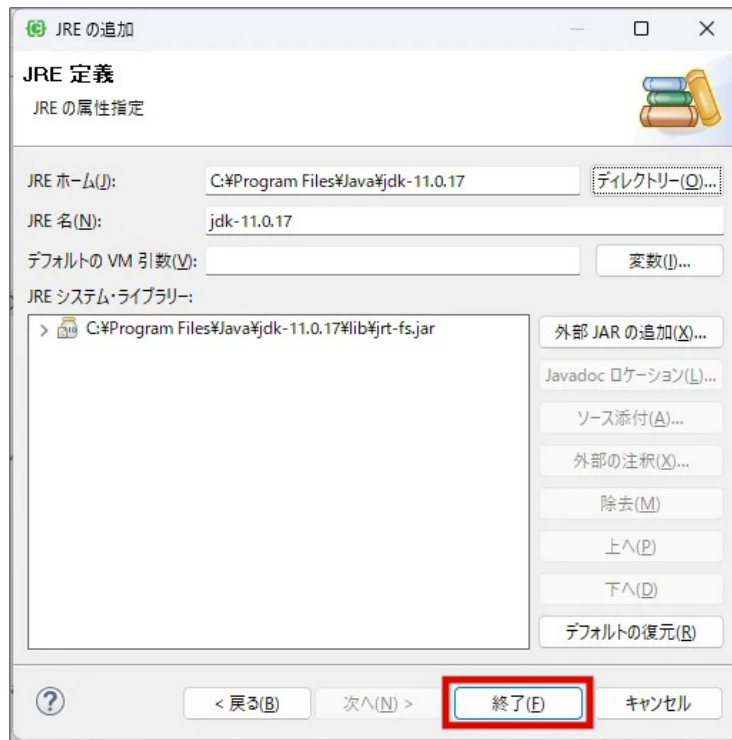 JRE の追加
JRE 定義
JRE の属性指定
JRE ホーム(J): C:¥Program Files¥Java¥jdk-11.0.17 ディレクトリー(O)...
JRE 名(N): jdk-11.0.17
デフォルトの VM 引数(V): 変数(I)...
JRE システム・ライブラリー:
C:¥Program Files¥Java¥jdk-11.0.17¥lib¥jrt-fs.jar
外部 JAR の追加(X)...
Javadoc ロケーション(L)...
ソース添付(A)...
外部の注釈(X)...
除去(M)
上へ(P)
下へ(D)
デフォルトの復元(R)
< 戻る(B) 次へ(N) > 終了(F) キャンセル